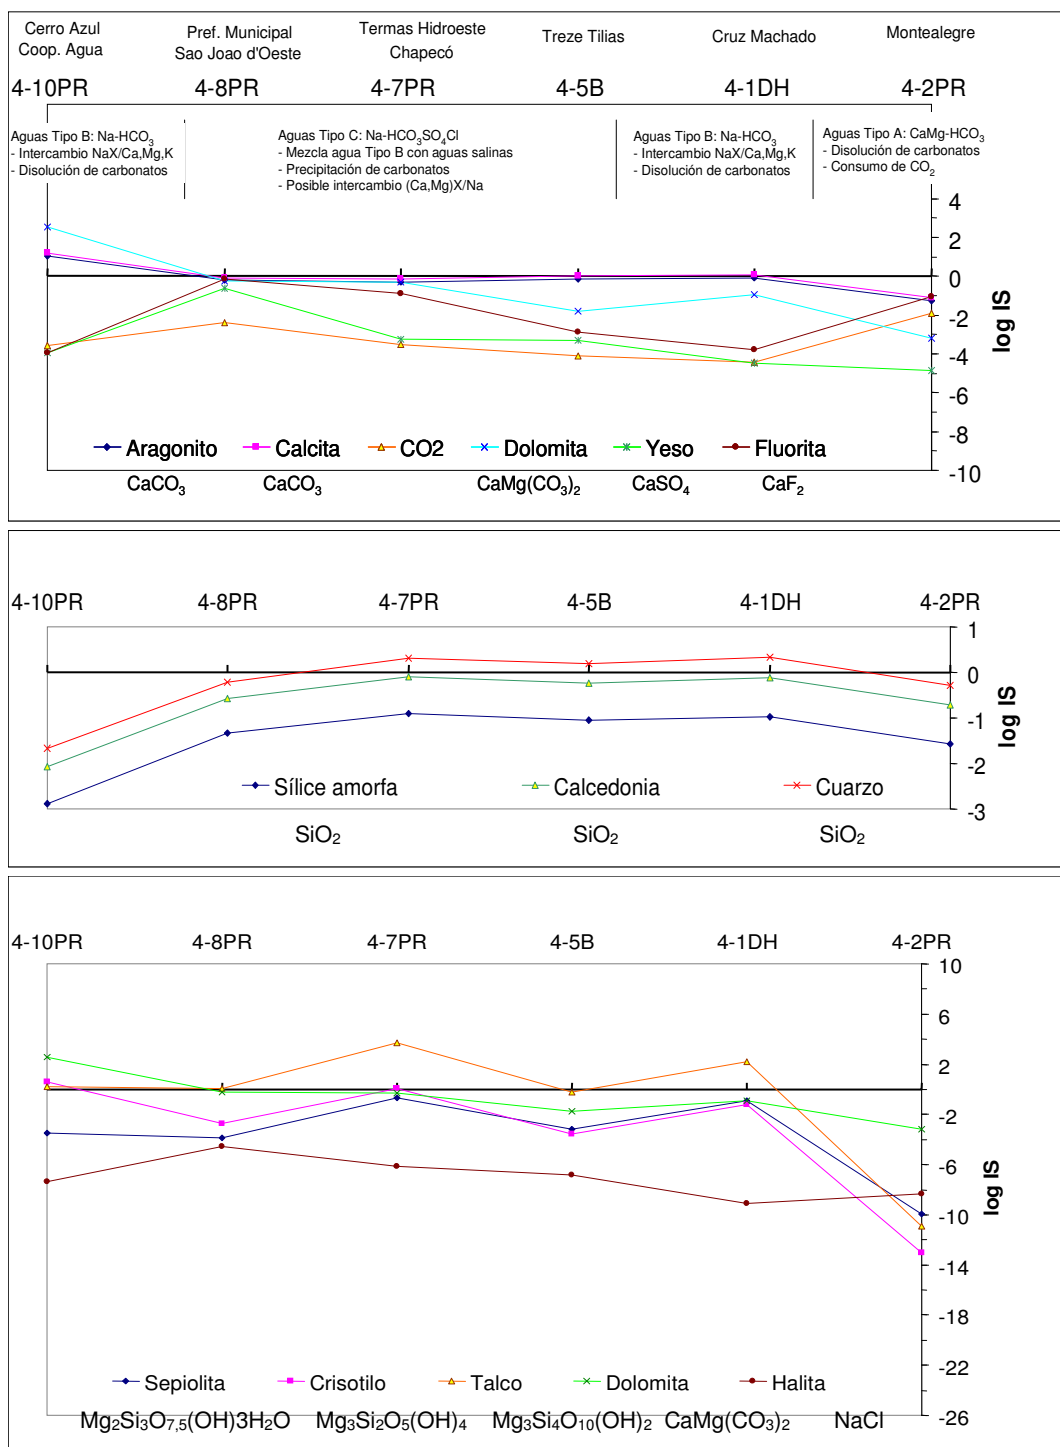 Cerro Azul
Coop. Agua
Pref. Municipal
Sao Joao d'Oeste
Termas Hidroeste
Chapecó
Treze Tilias
Cruz Machado
Montealegre
4-10PR 4-8PR 4-7PR 4-5B 4-1DH 4-2PR
Aguas Tipo B: Na-HCO₃
- Intercambio NaX/Ca,Mg,K
- Disolución de carbonatos
Aguas Tipo C: Na-HCO₃SO₄Cl
- Mezcla agua Tipo B con aguas salinas
- Precipitación de carbonatos
- Posible intercambio (Ca,Mg)X/Na
Aguas Tipo B: Na-HCO₃
- Intercambio NaX/Ca,Mg,K
- Disolución de carbonatos
Aguas Tipo A: CaMg-HCO₃
- Disolución de carbonatos
- Consumo de CO₂
4
2
0
-2
-4
-6
-8
-10
log IS
Aragonito Calcita CO2 Dolomita Yeso Fluorita
CaCO₃ CaCO₃ CaMg(CO₃)₂ CaSO₄ CaF₂
4-10PR 4-8PR 4-7PR 4-5B 4-1DH 4-2PR
1
0
-1
-2
-3
log IS
Sílice amorfa Calcedonia Cuarzo
SiO₂ SiO₂ SiO₂
4-10PR 4-8PR 4-7PR 4-5B 4-1DH 4-2PR
10
6
2
-2
-6
-10
-14
-18
-22
-26
log IS
Sepiolita Crisotilo Talco Dolomita Halita
Mg₂Si₃O₇,₅(OH)3H₂O Mg₃Si₂O₅(OH)₄ Mg₃Si₄O₁₀(OH)₂ CaMg(CO₃)₂ NaCl